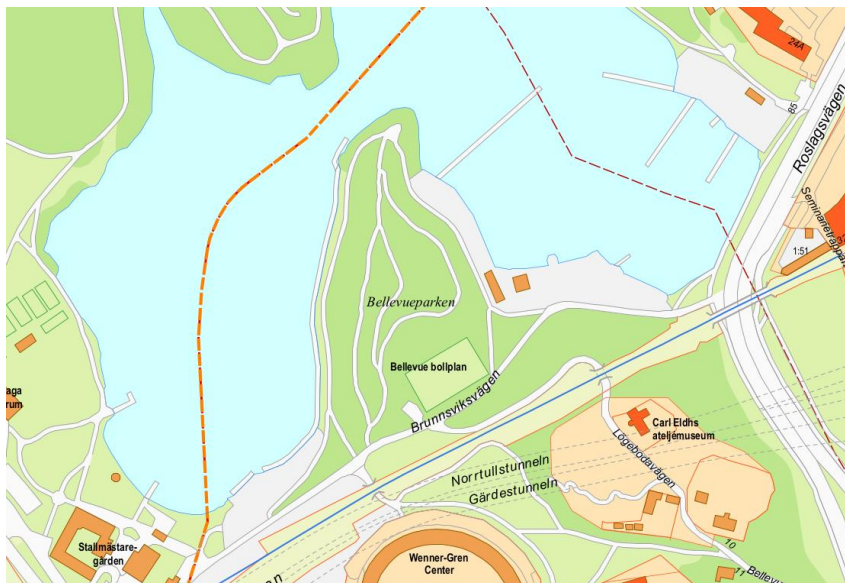 24A
85
Roslagsvägen
Seminarietrappan
1:51
Bellevueparken
Bellevue bollplan
Brunnsviksvägen
Carl Eldhs
ateljémuseum
Lögebodavägen
Norrtullstunneln
Gärdestunneln
Stallmästare-
gården
Wenner-Gren
Center
10
11